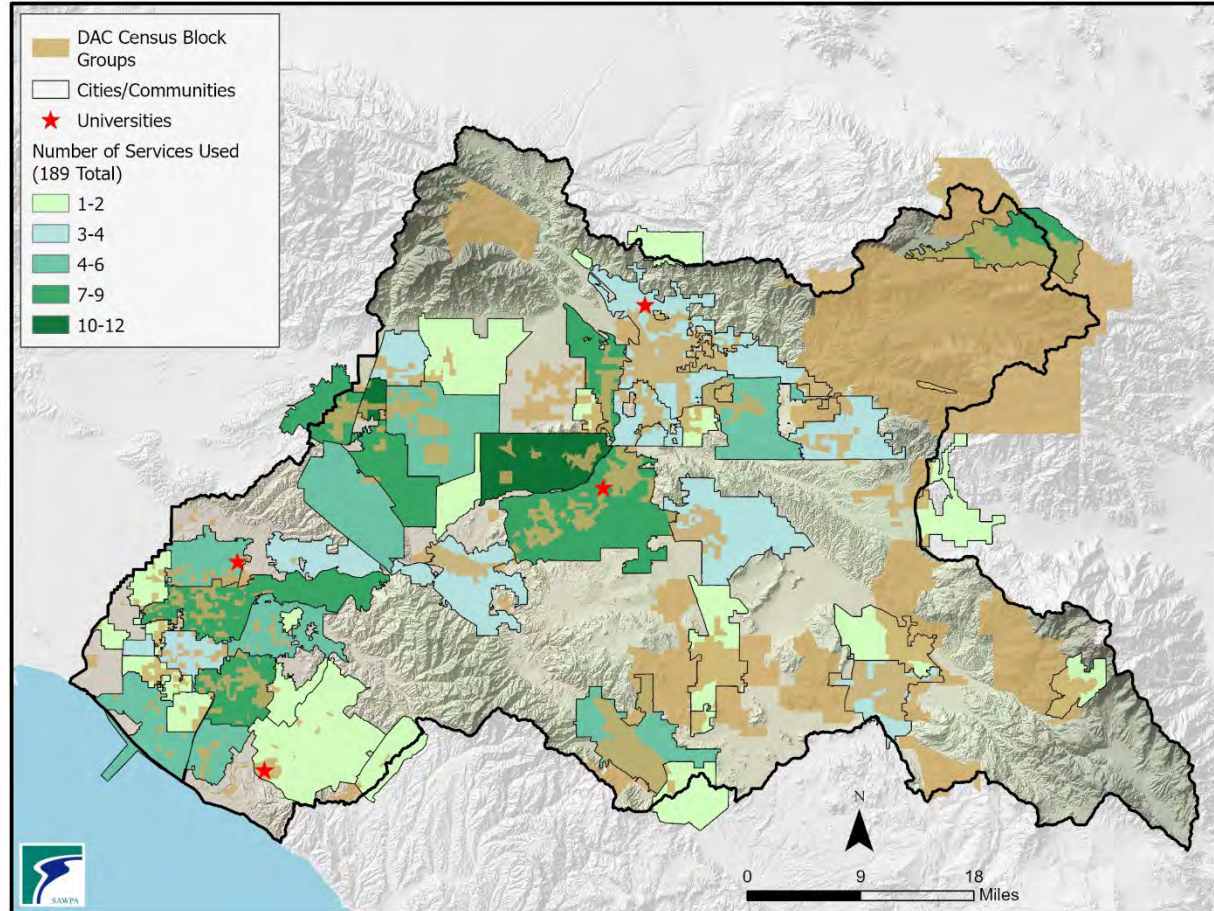 DAC Census Block
Groups
Cities/Communities
Universities
Number of Services Used
(189 Total)
1-2
3-4
4-6
7-9
10-12
N
0 9 18
Miles
SAWPA